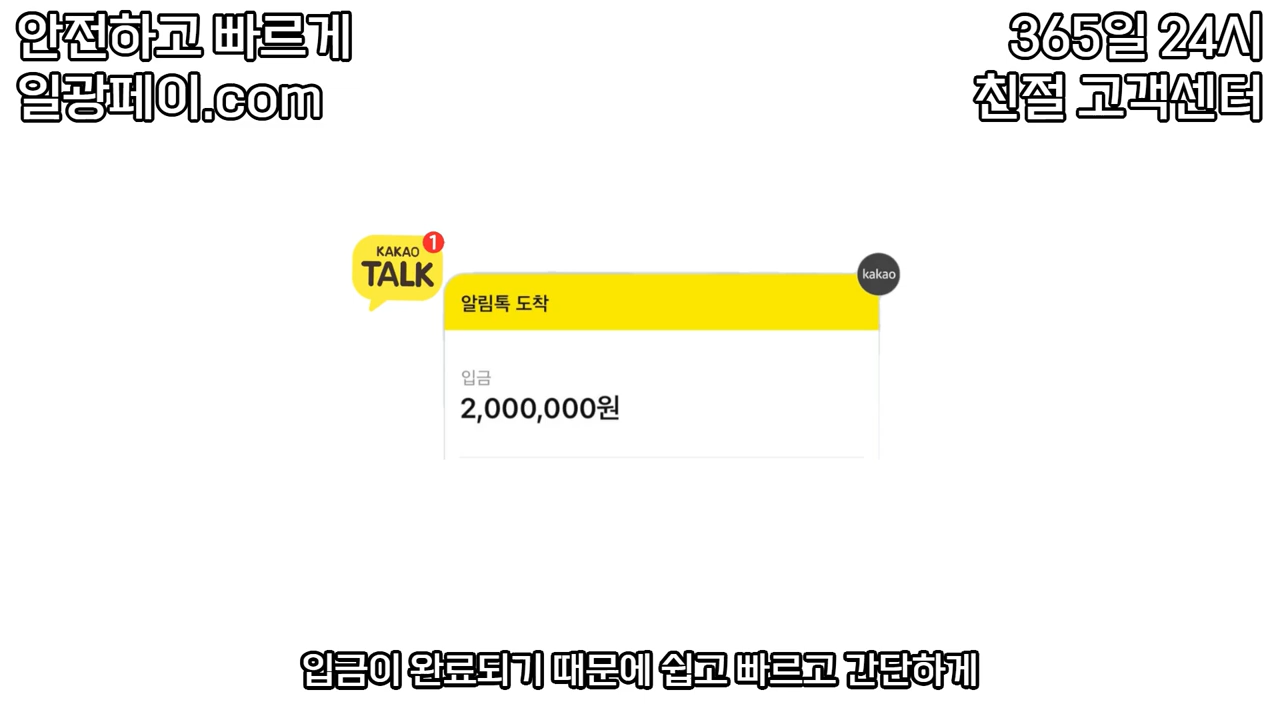 안전하고 빠르게
일광페이.com
365일 24시
친절 고객센터
KAKAO
TALK
1
kakao
알림톡 도착
입금
2,000,000원
입금이 완료되기 때문에 쉽고 빠르고 간단하게